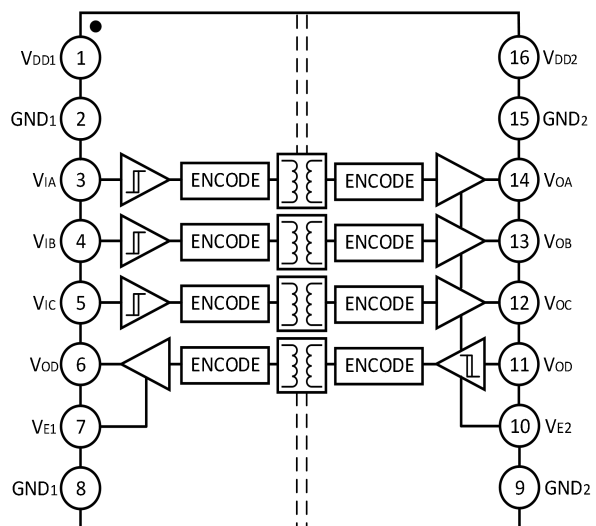 VDD1 1 16 VDD2
GND1 2 15 GND2
VIA 3 ENCODE ENCODE 14 VOA
VIB 4 ENCODE ENCODE 13 VOB
VIC 5 ENCODE ENCODE 12 VOC
VOD 6 ENCODE ENCODE 11 VOD
VE1 7 10 VE2
GND1 8 9 GND2